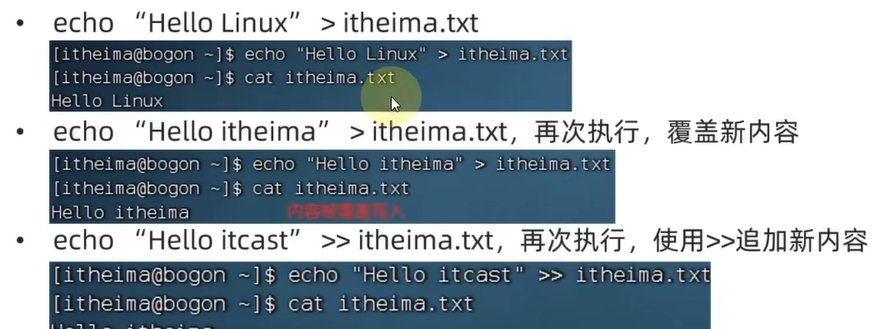 • echo “Hello Linux” > itheima.txt
[itheima@bogon ~]$ echo "Hello Linux" > itheima.txt
[itheima@bogon ~]$ cat itheima.txt
Hello Linux
• echo “Hello itheima” > itheima.txt，再次执行，覆盖新内容
[itheima@bogon ~]$ echo "Hello itheima" > itheima.txt
[itheima@bogon ~]$ cat itheima.txt
Hello itheima 内容被覆盖写入
• echo “Hello itcast” >> itheima.txt，再次执行，使用>>追加新内容
[itheima@bogon ~]$ echo "Hello itcast" >> itheima.txt
[itheima@bogon ~]$ cat itheima.txt
Hello itheima